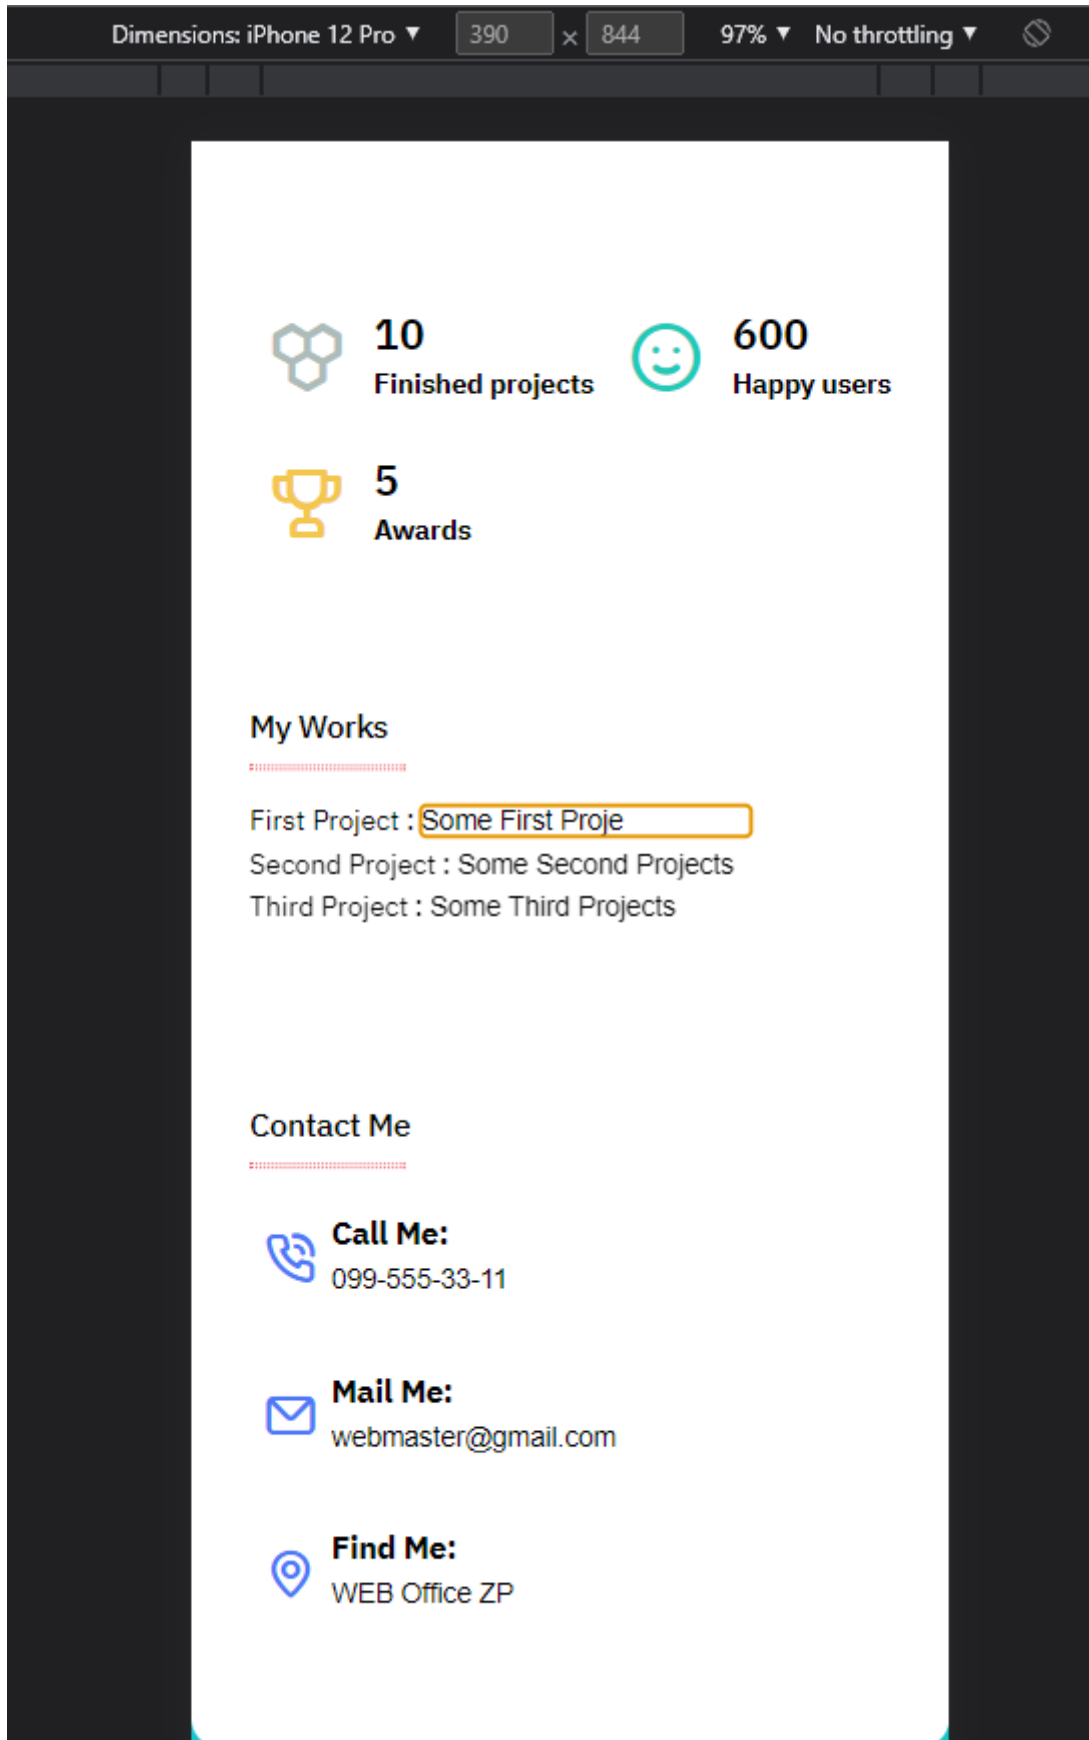 Dimensions: iPhone 12 Pro ▼ 390 × 844 97% ▼ No throttling ▼
10 600
Finished projects Happy users
5
Awards
My Works
First Project : Some First Proje
Second Project : Some Second Projects
Third Project : Some Third Projects
Contact Me
Call Me:
099-555-33-11
Mail Me:
webmaster@gmail.com
Find Me:
WEB Office ZP